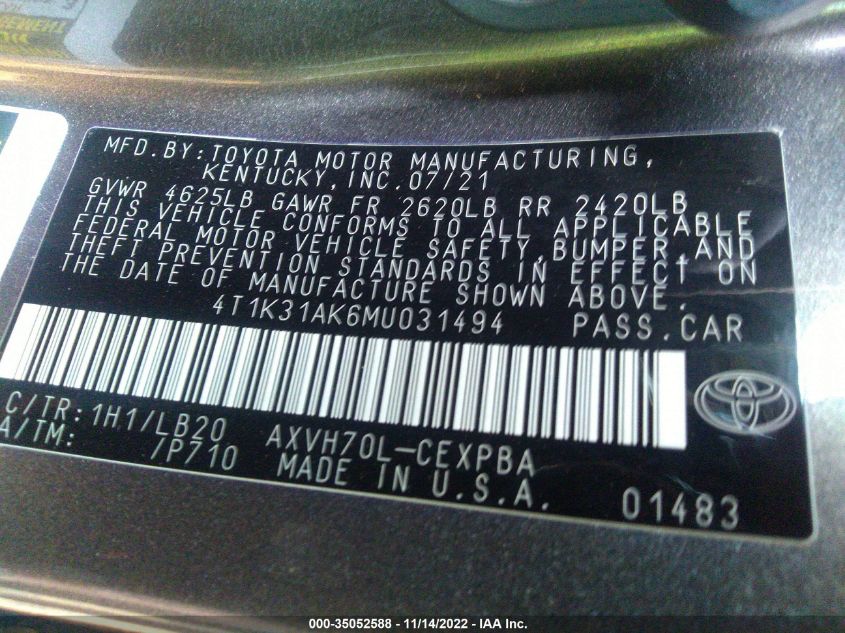 MFD.BY:TOYOTA MOTOR MANUFACTURING,
KENTUCKY,INC.07/21
GVWR 4625LB GAWR FR 2620LB RR 2420LB
THIS VEHICLE CONFORMS TO ALL APPLICABLE
FEDERAL MOTOR VEHICLE SAFETY,BUMPER,AND
THEFT PREVENTION STANDARDS IN EFFECT ON
THE DATE OF MANUFACTURE SHOWN ABOVE.
4T1K31AK6MU031494 PASS.CAR
C/TR:1H1/LB20 AXVH70L-CEXPBA
A/TM: /P710 MADE IN U.S.A. 01483
000-35052588 - 11/14/2022 - IAA Inc.